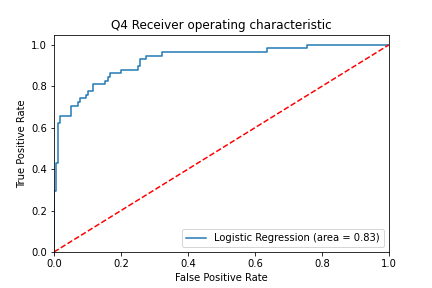 Q4 Receiver operating characteristic
1.0
0.8
0.6
0.4
0.2
0.0
True Positive Rate
Logistic Regression (area = 0.83)
0.0 0.2 0.4 0.6 0.8 1.0
False Positive Rate